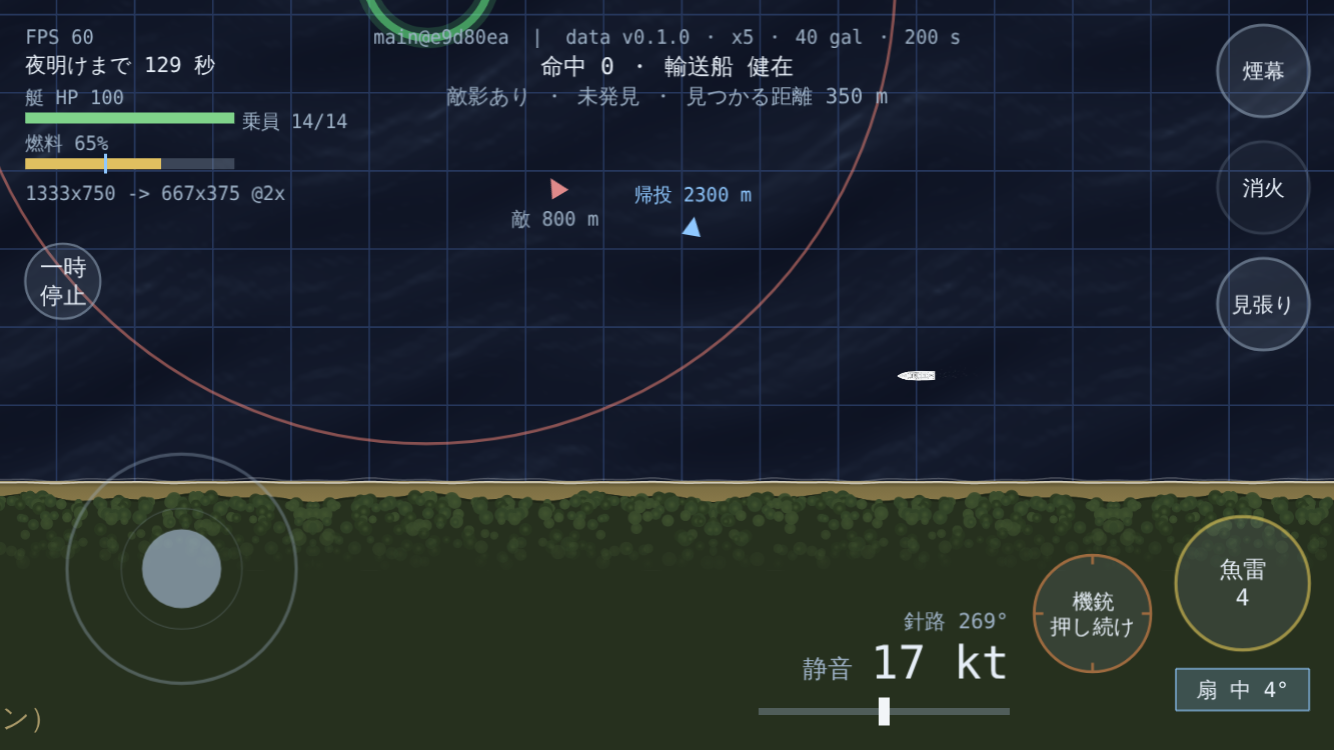 FPS 60
main@e9d80ea | data v0.1.0 · x5 · 40 gal · 200 s
夜明けまで 129 秒
命中 0 · 輸送船 健在
艇 HP 100
敵影あり · 未発見 · 見つかる距離 350 m
乗員 14/14
燃料 65%
1333x750 -> 667x375 @2x
帰投 2300 m
敵 800 m
煙幕
消火
見張り
一時
停止
魚雷
4
機銃
押し続け
針路 269°
静音 17 kt
扇 中 4°
ン）